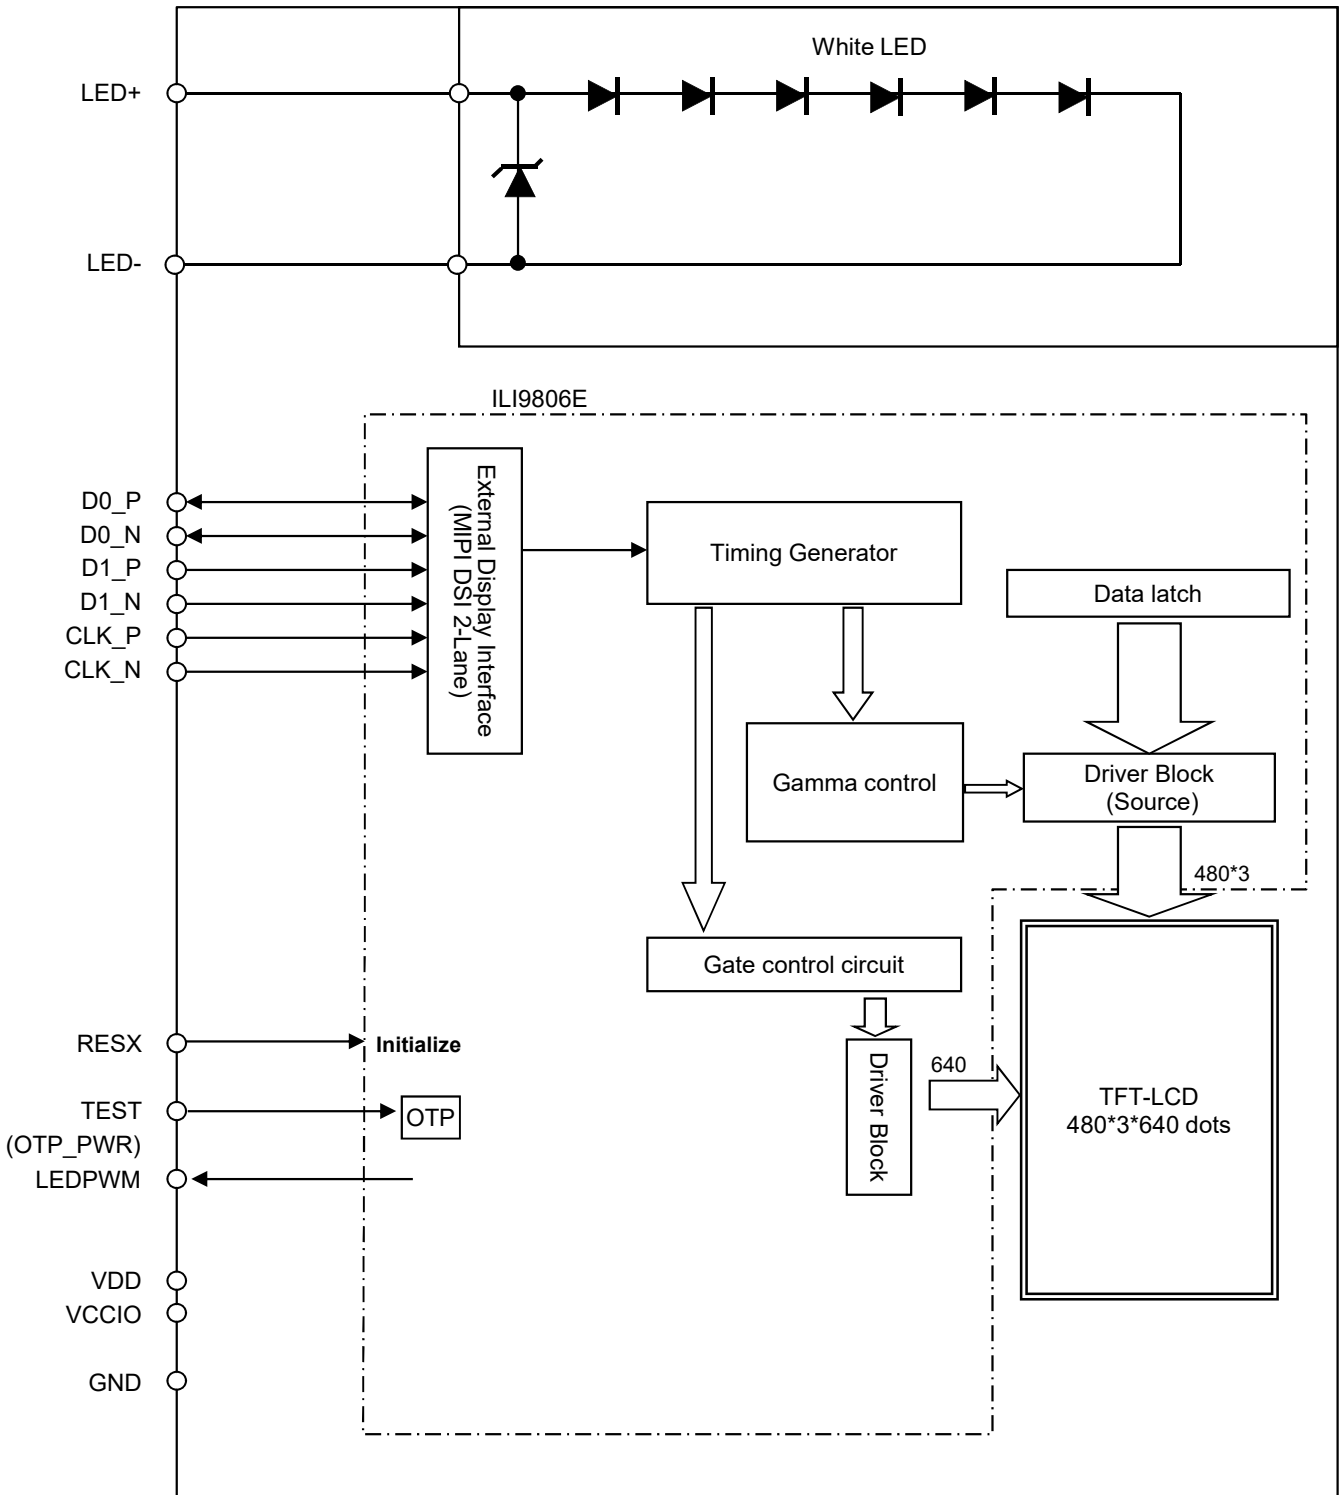 White LED
LED+
LED-
ILI9806E
External Display Interface
(MIPI DSI 2-Lane)
D0_P
D0_N
D1_P
D1_N
CLK_P
CLK_N
Timing Generator
Data latch
Gamma control
Driver Block
(Source)
480*3
Gate control circuit
RESX
Initialize
Driver Block
640
TFT-LCD
480*3*640 dots
TEST
(OTP_PWR)
OTP
LEDPWM
VDD
VCCIO
GND